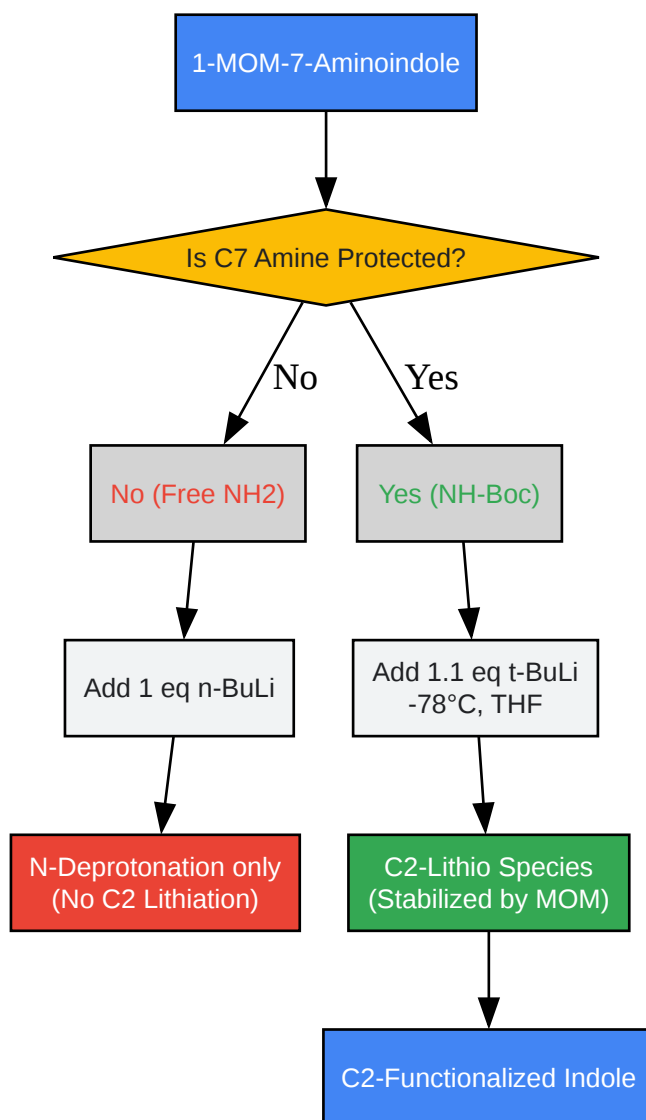 1-MOM-7-Aminoindole
Is C7 Amine Protected?
No
Yes
No (Free NH2)
Yes (NH-Boc)
Add 1 eq n-BuLi
Add 1.1 eq t-BuLi
-78°C, THF
N-Deprotonation only
(No C2 Lithiation)
C2-Lithio Species
(Stabilized by MOM)
C2-Functionalized Indole